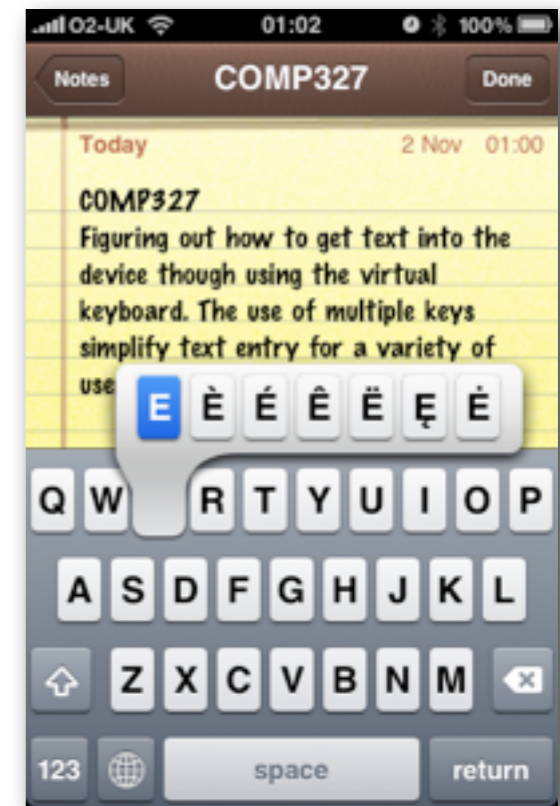 O2-UK 01:02 100%
Notes COMP327 Done
Today 2 Nov 01:00
COMP327
Figuring out how to get text into the
device though using the virtual
keyboard. The use of multiple keys
simplify text entry for a variety of
use
E È É Ê Ë Ę Ė
Q W R T Y U I O P
A S D F G H J K L
Z X C V B N M
123 space return